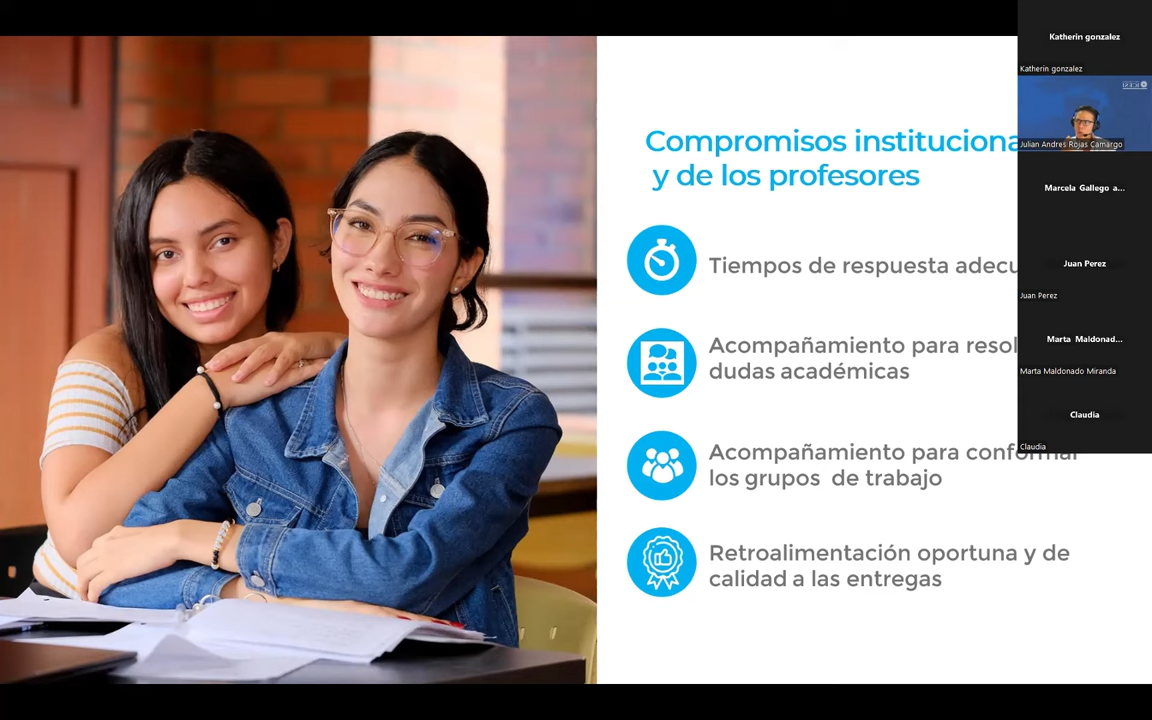 Compromisos instituciona
y de los profesores
Tiempos de respuesta adecu
Acompañamiento para resol
dudas académicas
Acompañamiento para conformar
los grupos de trabajo
Retroalimentación oportuna y de
calidad a las entregas
Katherin gonzalez
Katherin gonzalez
Julian Andres Rojas Camargo
Marcela Gallego a...
Juan Perez
Juan Perez
Marta Maldonad...
Marta Maldonado Miranda
Claudia
Claudia